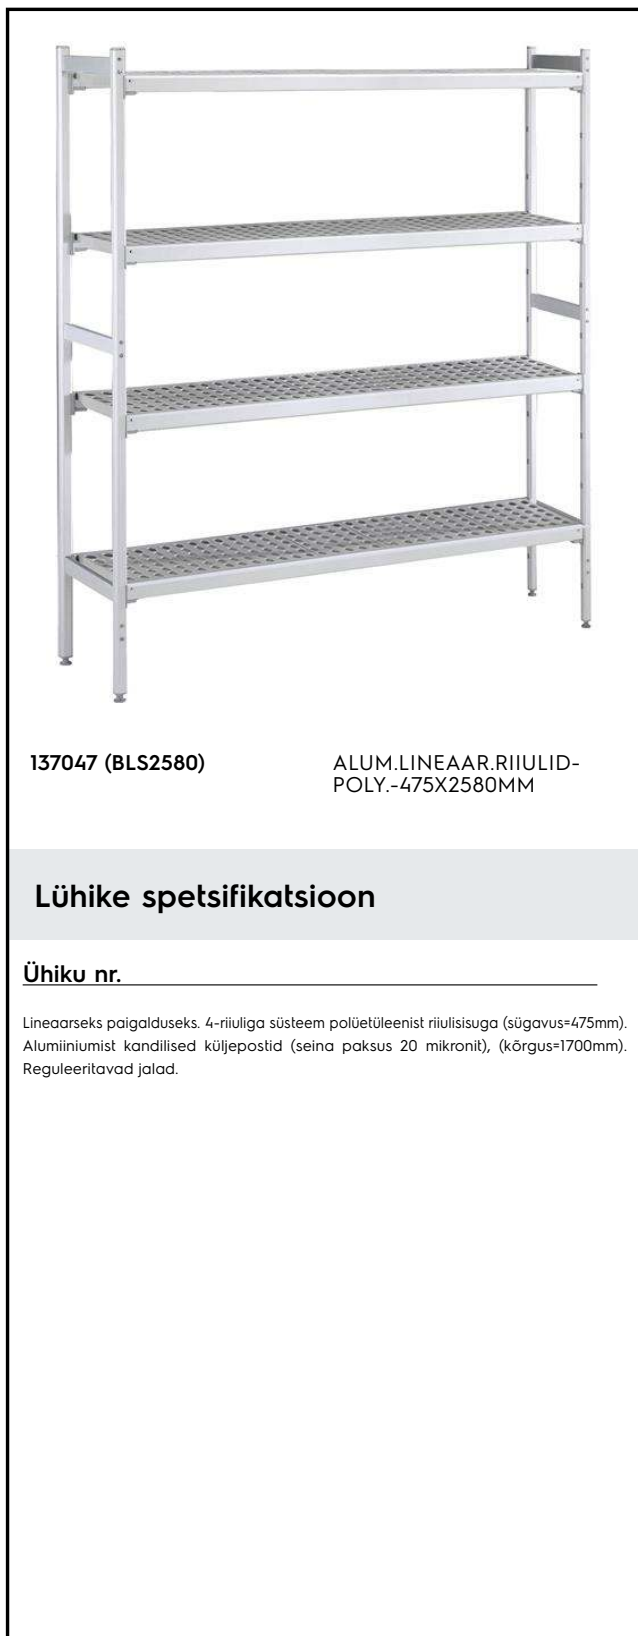 137047 (BLS2580)
ALUM.LINEAAR.RIIULID-
POLY.-475X2580MM
Lühike spetsifikatsioon
Ühiku nr.
Lineaarseks paigalduseks. 4-riiuliga süsteem polüetüleenist riiulisisuga (sügavus=475mm).
Alumiiniumist kandilised küljepostid (seina paksus 20 mikronit), (kõrgus=1700mm).
Reguleeritavad jalad.